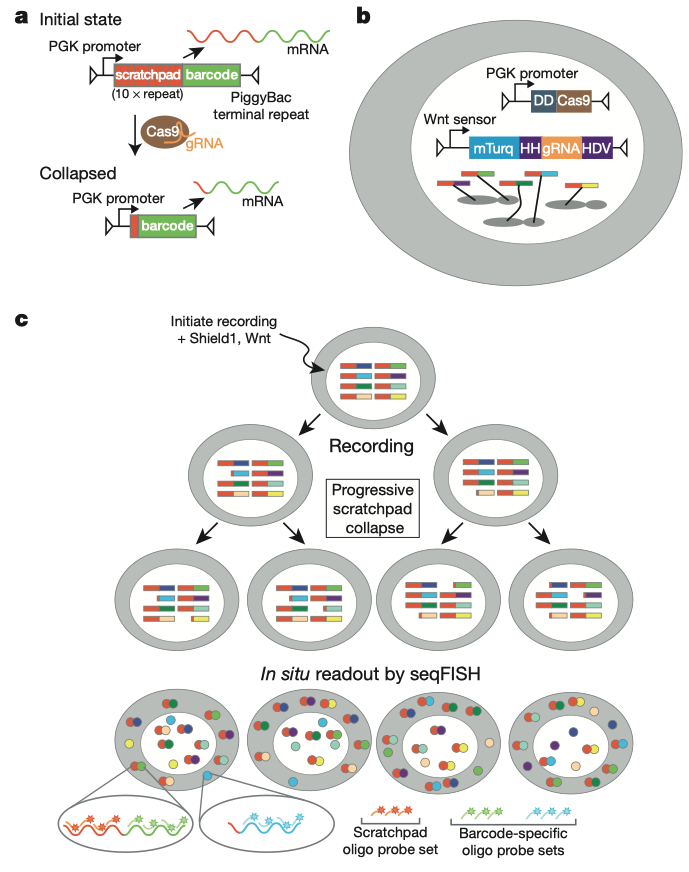 a
Initial state
PGK promoter
mRNA
scratchpad barcode
(10 × repeat)
PiggyBac
terminal repeat
Cas9
gRNA
Collapsed
PGK promoter
mRNA
barcode
b
PGK promoter
DD Cas9
Wnt sensor
mTurq HH gRNA HDV
c
Initiate recording
+ Shield1, Wnt
Recording
Progressive
scratchpad
collapse
In situ readout by seqFISH
Scratchpad
oligo probe set
Barcode-specific
oligo probe sets